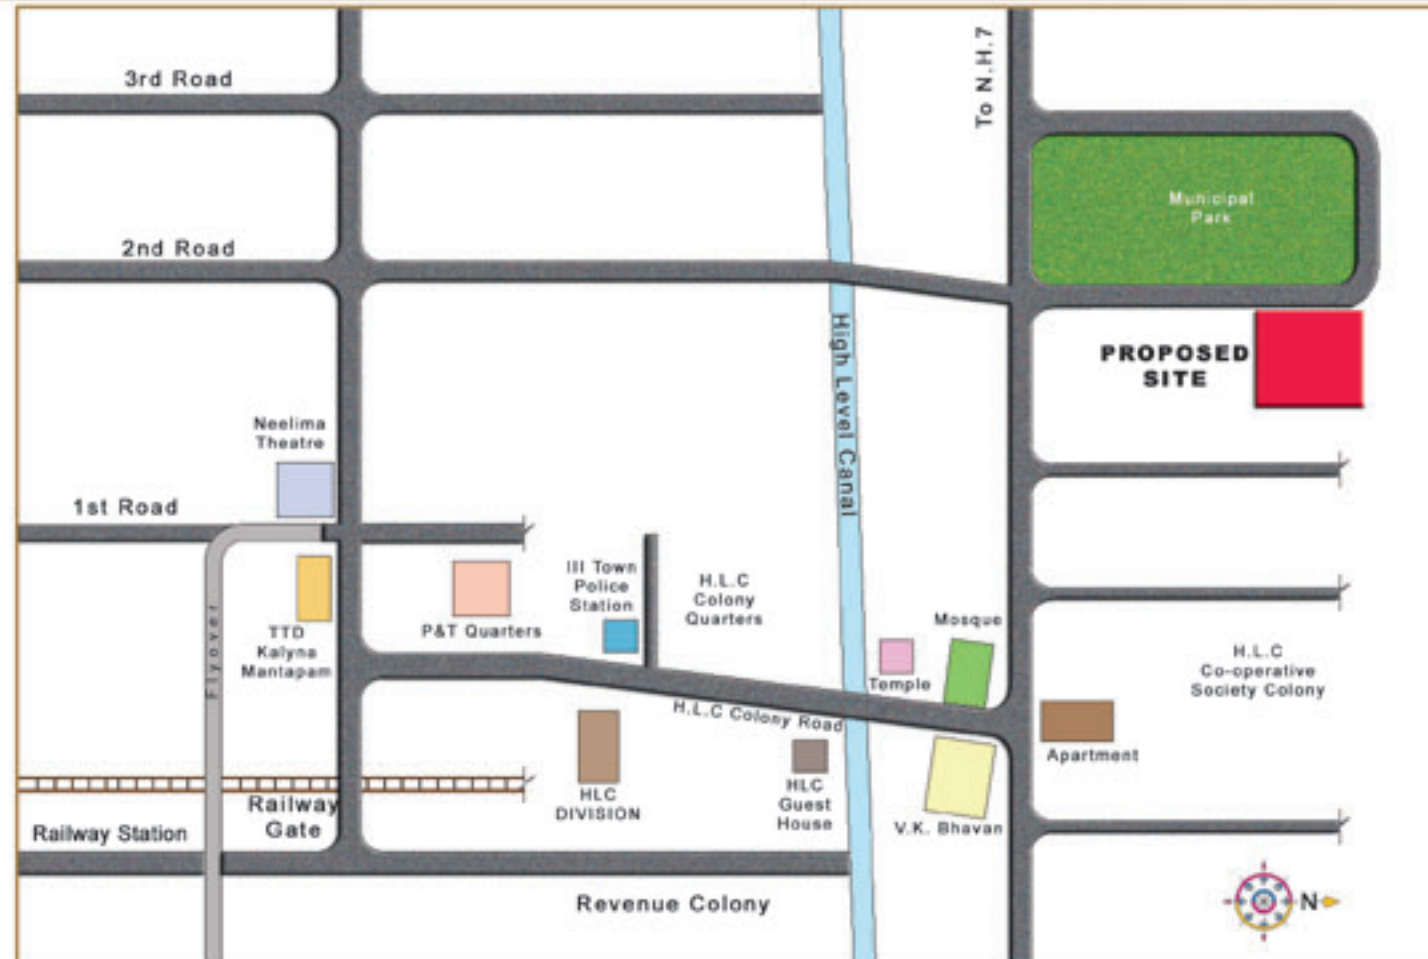 3rd Road
To N.H.7
Municipal
Park
2nd Road
High Level Canal
PROPOSED
SITE
Neelima
Theatre
1st Road
III Town
Police
Station
H.L.C
Colony
Quarters
P&T Quarters
TTD
Kalyna
Mantapam
Flyover
Mosque
Temple
H.L.C
Co-operative
Society Colony
H.L.C Colony Road
Apartment
HLC
DIVISION
HLC
Guest
House
V.K. Bhavan
Railway
Gate
Railway Station
Revenue Colony
N